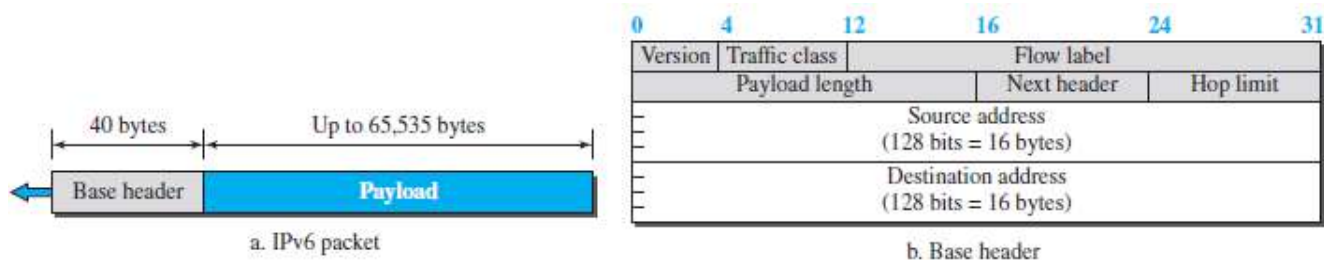 40 bytes
Up to 65,535 bytes
Base header
Payload
a. IPv6 packet
0 4 12 16 24 31
Version Traffic class Flow label
Payload length Next header Hop limit
Source address
(128 bits = 16 bytes)
Destination address
(128 bits = 16 bytes)
b. Base header